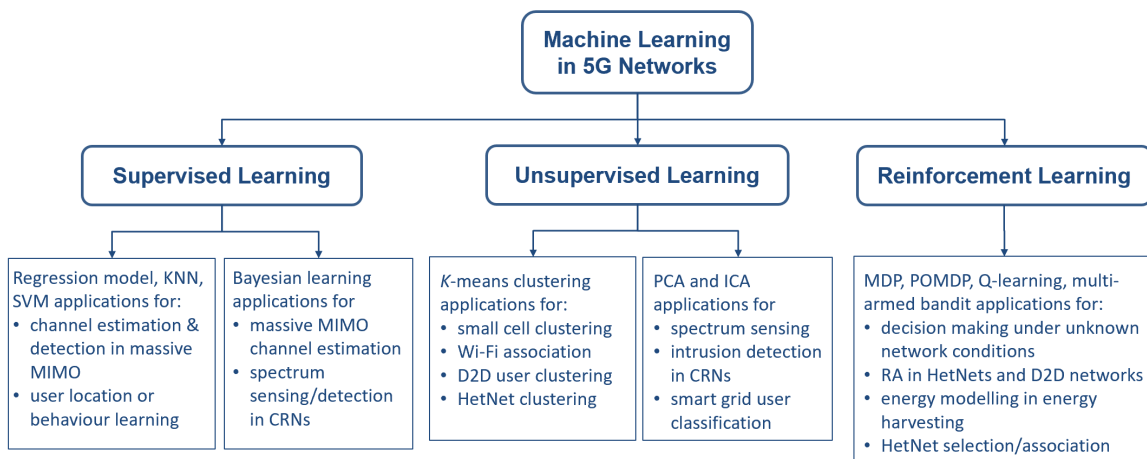 Machine Learning
in 5G Networks
Supervised Learning
Unsupervised Learning
Reinforcement Learning
Regression model, KNN,
SVM applications for:
• channel estimation &
detection in massive
MIMO
• user location or
behaviour learning
Bayesian learning
applications for
• massive MIMO
channel estimation
• spectrum
sensing/detection
in CRNs
K-means clustering
applications for:
• small cell clustering
• Wi-Fi association
• D2D user clustering
• HetNet clustering
PCA and ICA
applications for
• spectrum sensing
• intrusion detection
in CRNs
• smart grid user
classification
MDP, POMDP, Q-learning, multi-
armed bandit applications for:
• decision making under unknown
network conditions
• RA in HetNets and D2D networks
• energy modelling in energy
harvesting
• HetNet selection/association